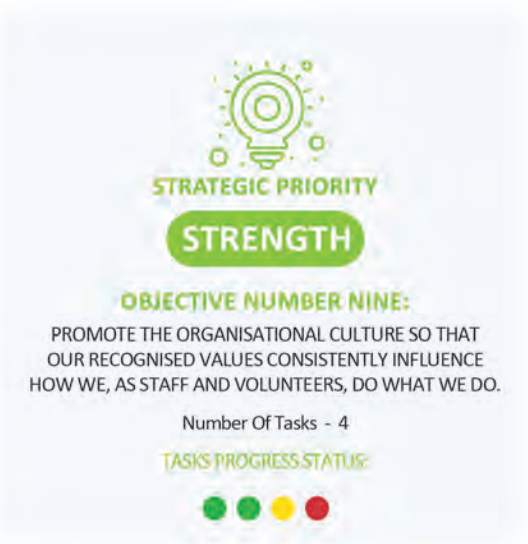 STRATEGIC PRIORITY
STRENGTH
OBJECTIVE NUMBER NINE:
PROMOTE THE ORGANISATIONAL CULTURE SO THAT
OUR RECOGNISED VALUES CONSISTENTLY INFLUENCE
HOW WE, AS STAFF AND VOLUNTEERS, DO WHAT WE DO.
Number Of Tasks - 4
TASKS PROGRESS STATUS: